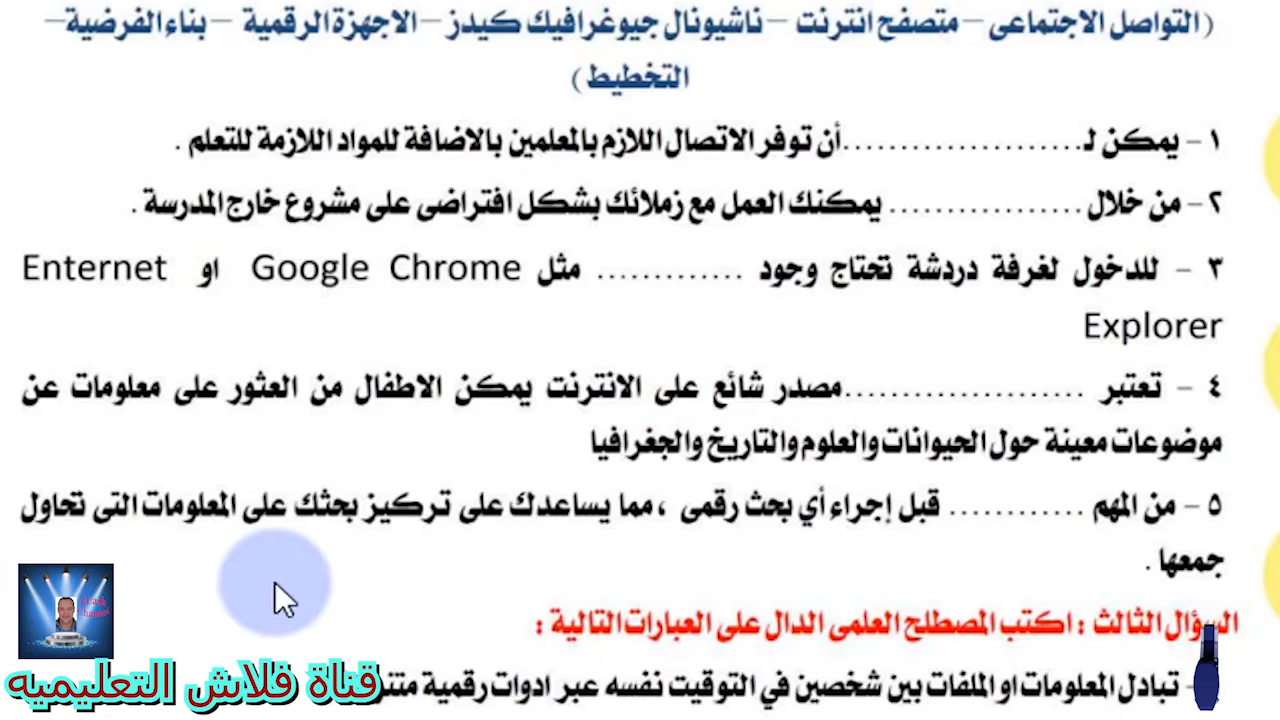 ( التواصل الاجتماعى – متصفح انترنت – ناشيونال جيوغرافيك كيدز – الاجهزة الرقمية – بناء الفرضية –
التخطيط )
١ – يمكن لـ.....................أن توفر الاتصال اللازم بالمعلمين بالاضافة للمواد اللازمة للتعلم .
٢ – من خلال ................. يمكنك العمل مع زملائك بشكل افتراضى على مشروع خارج المدرسة .
٣ – للدخول لغرفة دردشة تحتاج وجود ............. مثل Google Chrome او Enternet
Explorer
٤ – تعتبر .....................مصدر شائع على الانترنت يمكن الاطفال من العثور على معلومات عن
موضوعات معينة حول الحيوانات والعلوم والتاريخ والجغرافيا
٥ – من المهم ............ قبل إجراء أي بحث رقمى ، مما يساعدك على تركيز بحثك على المعلومات التى تحاول
جمعها .
السؤال الثالث : اكتب المصطلح العلمى الدال على العبارات التالية :
– تبادل المعلومات او الملفات بين شخصين في التوقيت نفسه عبر ادوات رقمية
قناة فلاش التعليميه